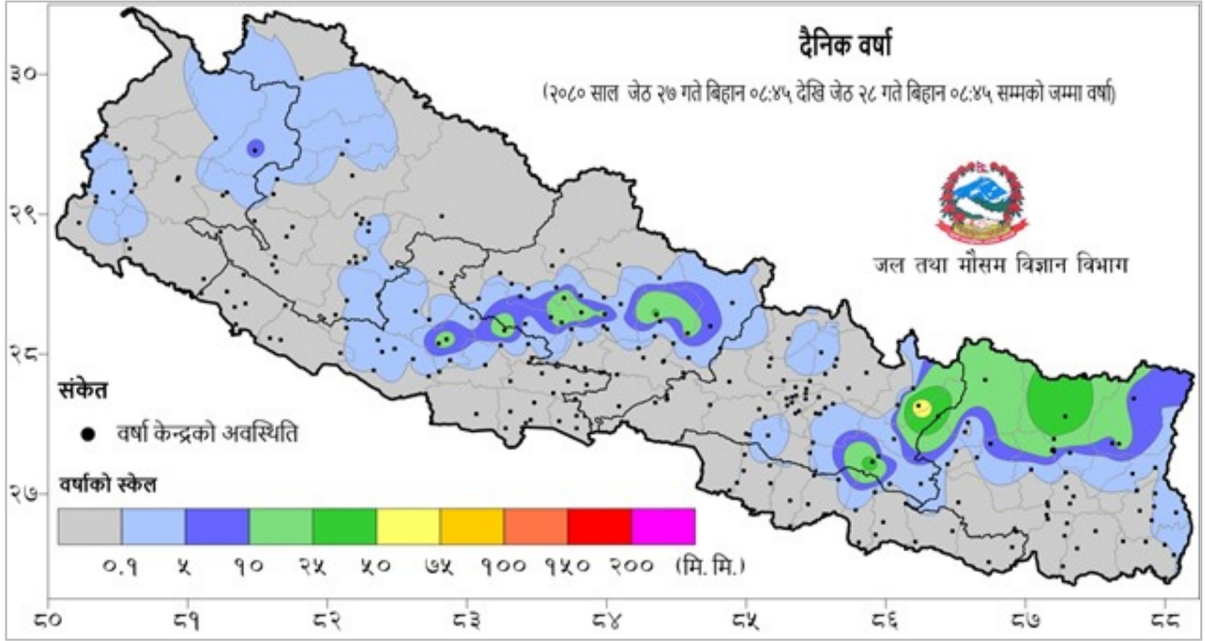 दैनिक वर्षा
(२०८० साल जेठ २७ गते बिहान ०८:४५ देखि जेठ २८ गते बिहान ०८:४५ सम्मको जम्मा वर्षा)
जल तथा मौसम विज्ञान विभाग
३०
२९
२८
२७
संकेत
वर्षा केन्द्रको अवस्थिति
वर्षाको स्केल
०.१ ५ १० २५ ५० ७५ १०० १५० २०० (मि.मि.)
८० ८१ ८२ ८३ ८४ ८५ ८६ ८७ ८८